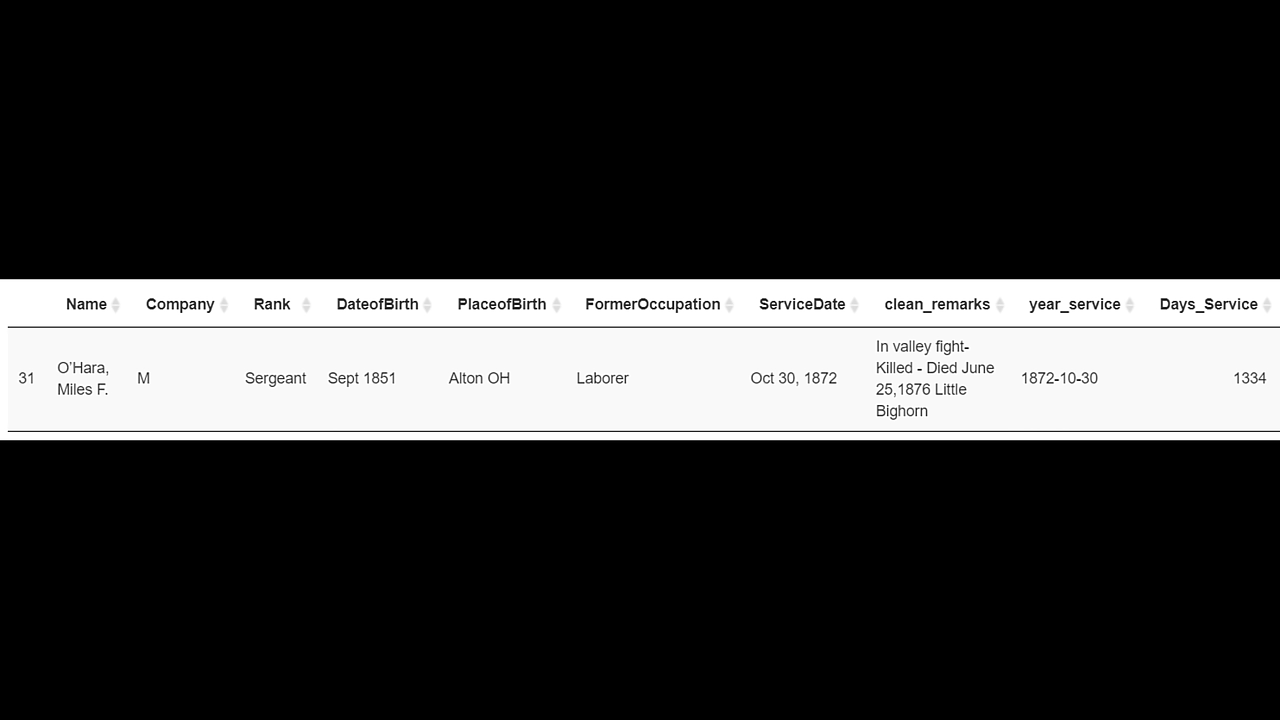 Name Company Rank DateofBirth PlaceofBirth FormerOccupation ServiceDate clean_remarks year_service Days_Service
31 O'Hara, Miles F. M Sergeant Sept 1851 Alton OH Laborer Oct 30, 1872 In valley fight- Killed - Died June 25,1876 Little Bighorn 1872-10-30 1334